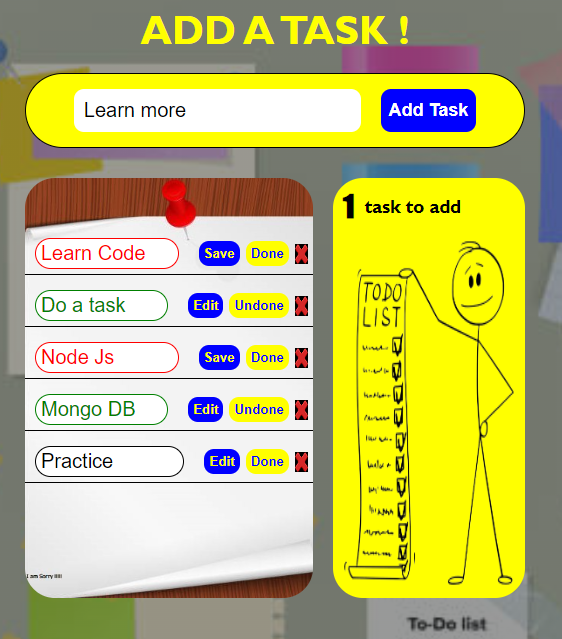 ADD A TASK !
Learn more
Add Task
1 task to add
Learn Code Save Done X
Do a task Edit Undone X
Node Js Save Done X
Mongo DB Edit Undone X
Practice Edit Done X
TODO
LIST
I am Sorry !!!!!
To-Do list